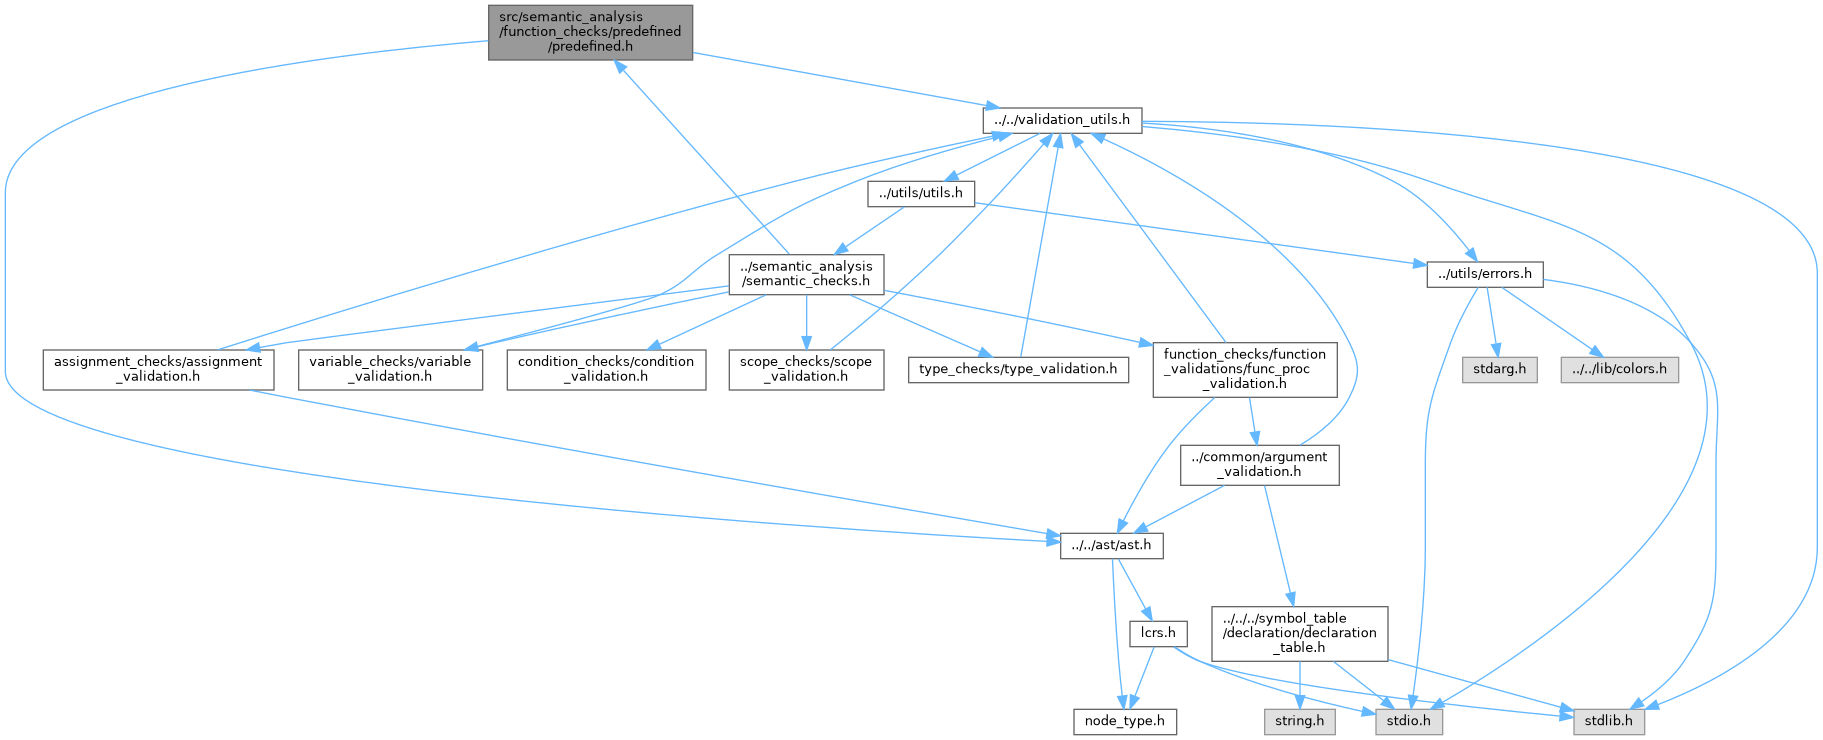 src/semantic_analysis
/function_checks/predefined
/predefined.h
../../validation_utils.h
../utils/utils.h
../semantic_analysis
/semantic_checks.h
../utils/errors.h
assignment_checks/assignment
_validation.h
variable_checks/variable
_validation.h
condition_checks/condition
_validation.h
scope_checks/scope
_validation.h
type_checks/type_validation.h
function_checks/function
_validations/func_proc
_validation.h
stdarg.h
../../lib/colors.h
../common/argument
_validation.h
../../ast/ast.h
lcrs.h
../../../symbol_table
/declaration/declaration
_table.h
node_type.h
string.h
stdio.h
stdlib.h